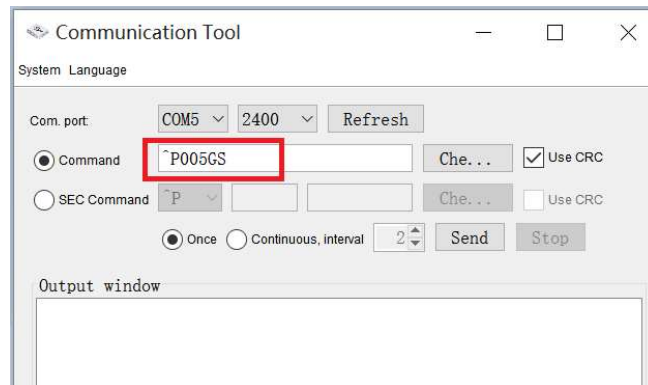 Communication Tool
System Language
Com. port: COM5 2400 Refresh
Command ^P005GS Che... Use CRC
SEC Command ^P Che... Use CRC
Once Continuous, interval 2 Send Stop
Output window